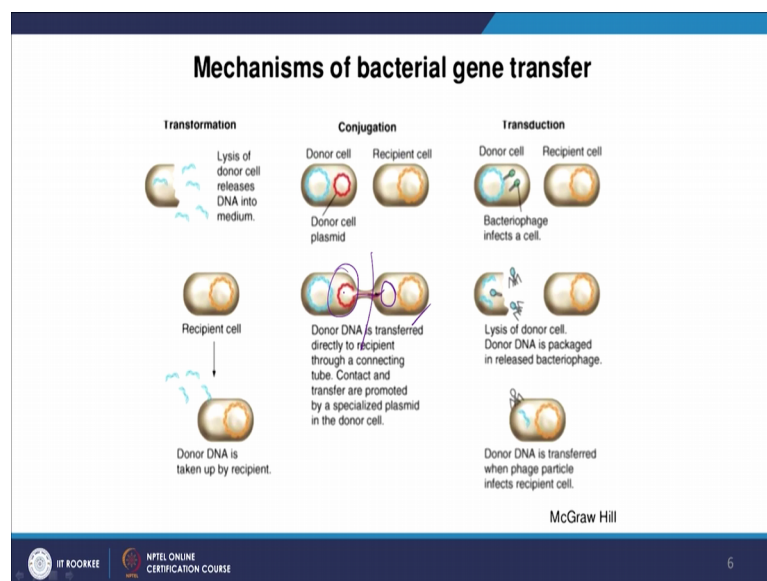 Mechanisms of bacterial gene transfer
Transformation
Lysis of
donor cell
releases
DNA into
medium.
Recipient cell
Donor DNA is
taken up by recipient.
Conjugation
Donor cell Recipient cell
Donor cell
plasmid
Donor DNA is transferred
directly to recipient
through a connecting
tube. Contact and
transfer are promoted
by a specialized plasmid
in the donor cell.
Transduction
Donor cell Recipient cell
Bacteriophage
infects a cell.
Lysis of donor cell.
Donor DNA is packaged
in released bacteriophage.
Donor DNA is transferred
when phage particle
infects recipient cell.
McGraw Hill
IIT ROORKEE
NPTEL ONLINE
CERTIFICATION COURSE
6